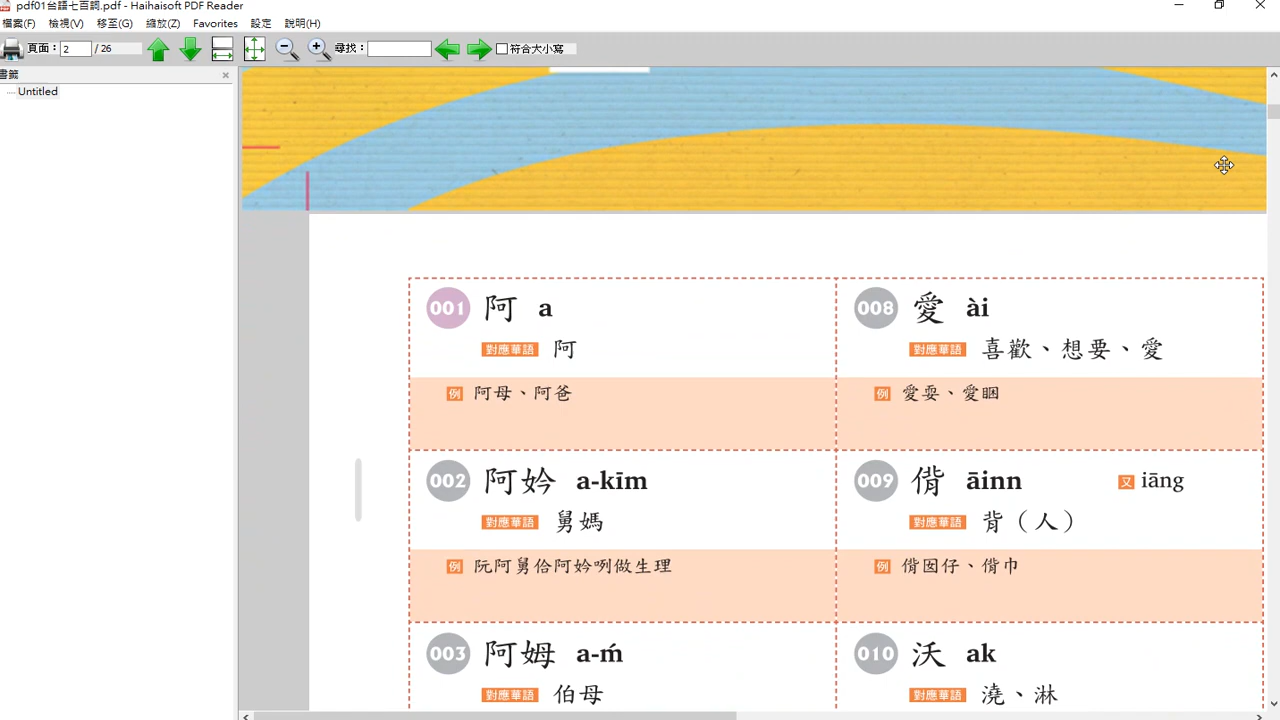 pdf01台語七百詞.pdf - Haihaisoft PDF Reader
檔案(F) 檢視(V) 移至(G) 縮放(Z) Favorites 設定 說明(H)
頁面： 2 / 26 尋找： 符合大小寫
書籤
Untitled
001 阿 a
對應華語 阿
例 阿母、阿爸
002 阿妗 a-kīm
對應華語 舅媽
例 阮阿舅佮阿妗咧做生理
003 阿姆 a-ḿ
對應華語 伯母
008 愛 ài
對應華語 喜歡、想要、愛
例 愛耍、愛睏
009 偝 āinn 又 iāng
對應華語 背（人）
例 偝囡仔、偝巾
010 沃 ak
對應華語 澆、淋